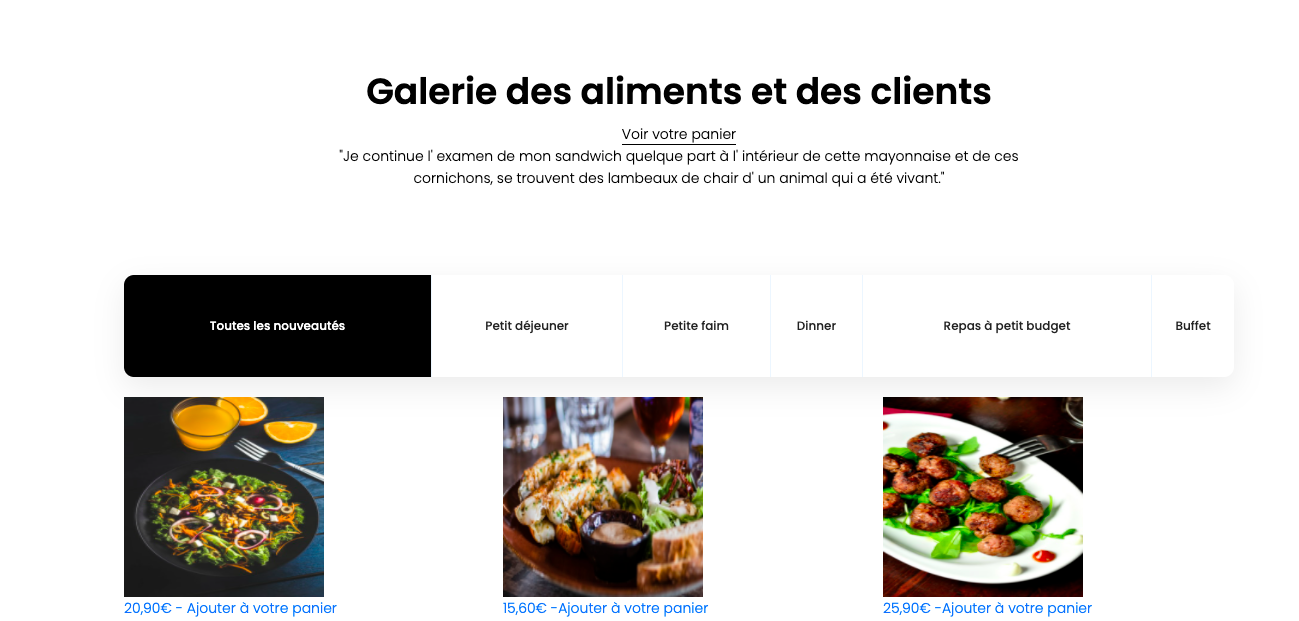 Galerie des aliments et des clients
Voir votre panier
"Je continue l' examen de mon sandwich quelque part à l' intérieur de cette mayonnaise et de ces
cornichons, se trouvent des lambeaux de chair d' un animal qui a été vivant."
Toutes les nouveautés
Petit déjeuner
Petite faim
Dinner
Repas à petit budget
Buffet
20,90€ - Ajouter à votre panier
15,60€ -Ajouter à votre panier
25,90€ -Ajouter à votre panier